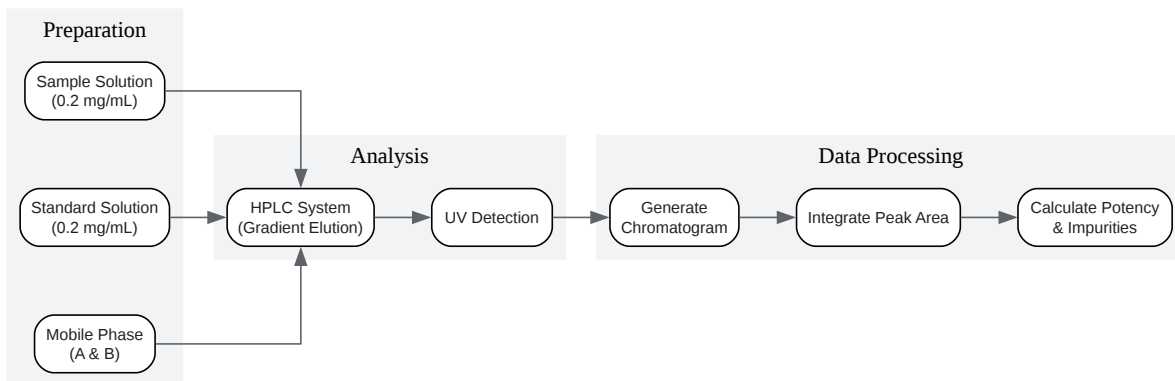 Preparation
Sample Solution
(0.2 mg/mL)
Standard Solution
(0.2 mg/mL)
Mobile Phase
(A & B)
Analysis
HPLC System
(Gradient Elution)
UV Detection
Data Processing
Generate
Chromatogram
Integrate Peak Area
Calculate Potency
& Impurities